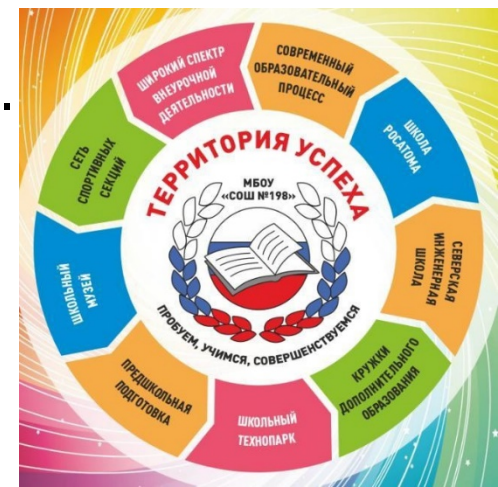 ТЕРРИТОРИЯ УСПЕХА
МБОУ
«СОШ №198»
ПРОБУЕМ, УЧИМСЯ, СОВЕРШЕНСТВУЕМСЯ
СОВРЕМЕННЫЙ
ОБРАЗОВАТЕЛЬНЫЙ
ПРОЦЕСС
ШКОЛА
РОСАТОМА
СЕВЕРСКАЯ
ИНЖЕНЕРНАЯ
ШКОЛА
КРУЖКИ
ДОПОЛНИТЕЛЬНОГО
ОБРАЗОВАНИЯ
ШКОЛЬНЫЙ
ТЕХНОПАРК
ПРЕДШКОЛЬНАЯ
ПОДГОТОВКА
ШКОЛЬНЫЙ
МУЗЕЙ
СЕТЬ
СПОРТИВНЫХ
СЕКЦИЙ
ШИРОКИЙ СПЕКТР
ВНЕУРОЧНОЙ
ДЕЯТЕЛЬНОСТИ